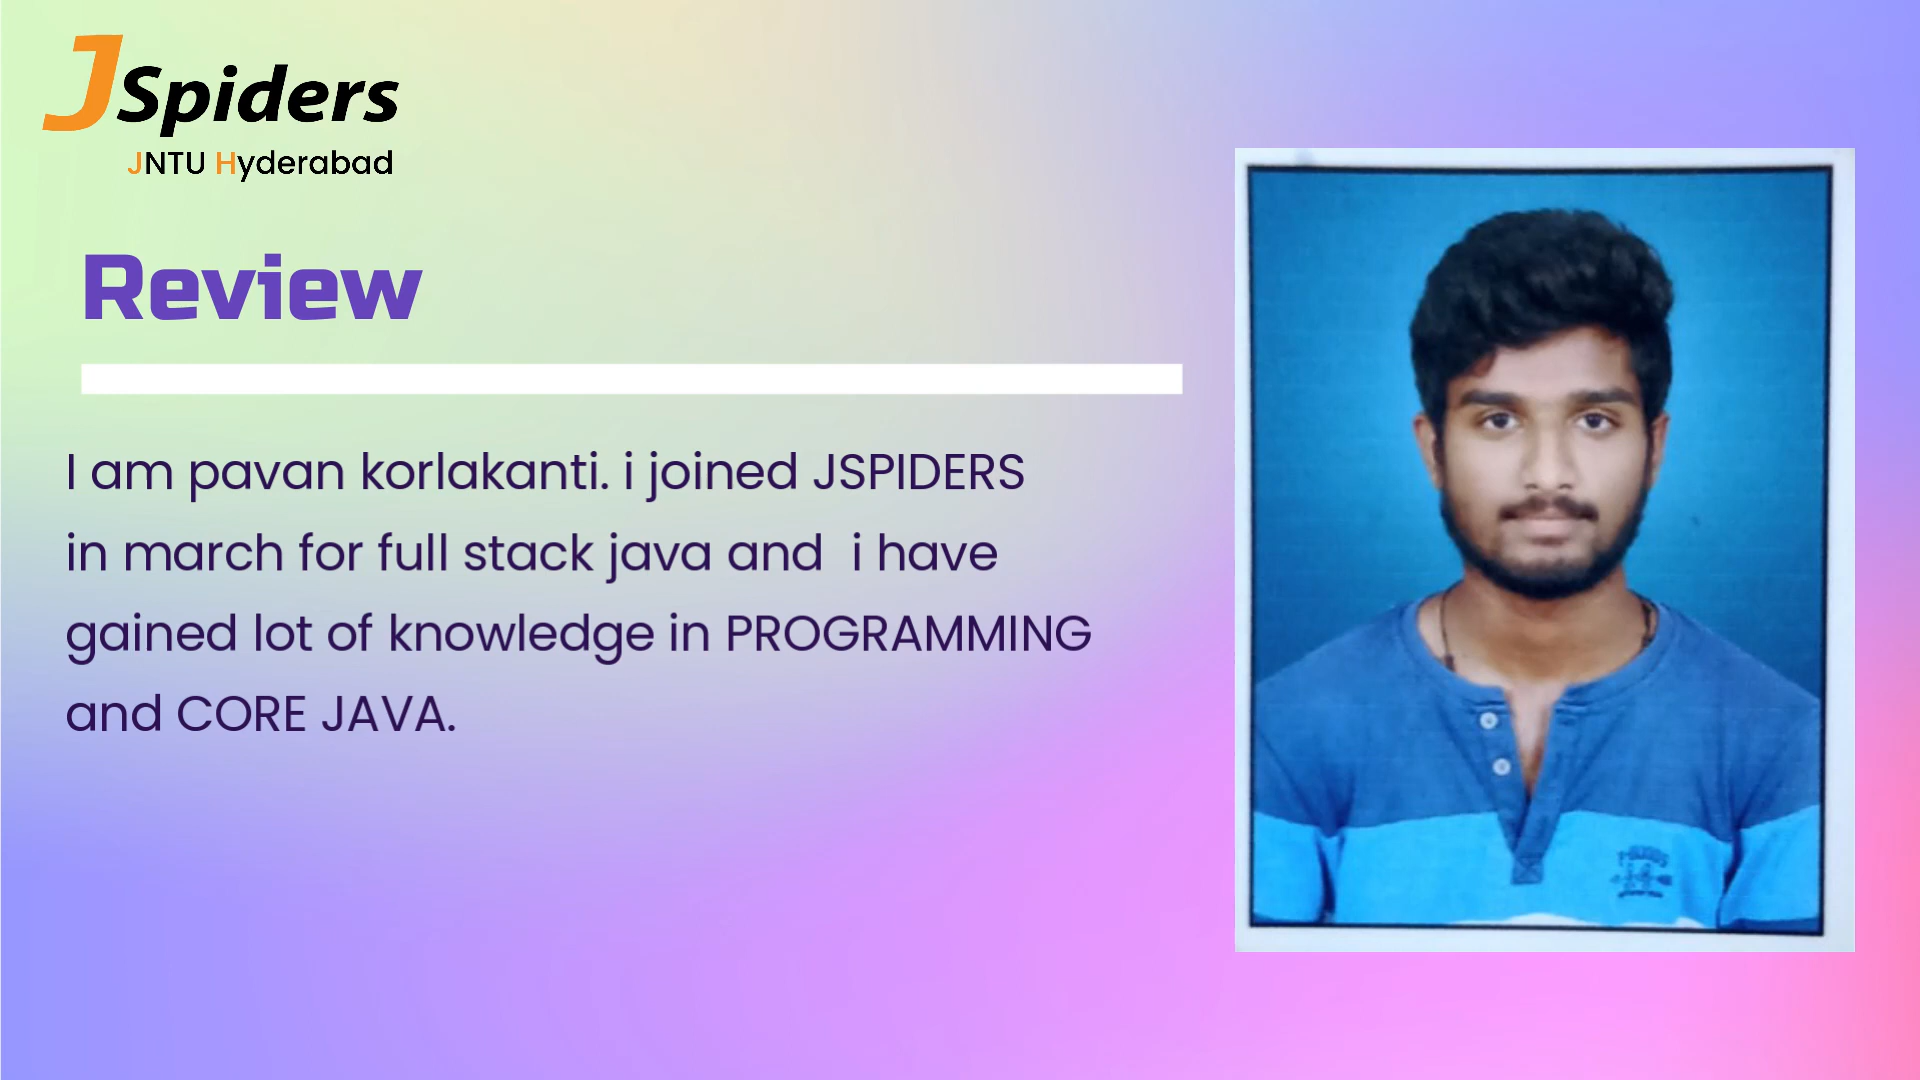 JSpiders
JNTU Hyderabad
Review
I am pavan korlakanti. i joined JSPIDERS
in march for full stack java and  i have
gained lot of knowledge in PROGRAMMING
and CORE JAVA.